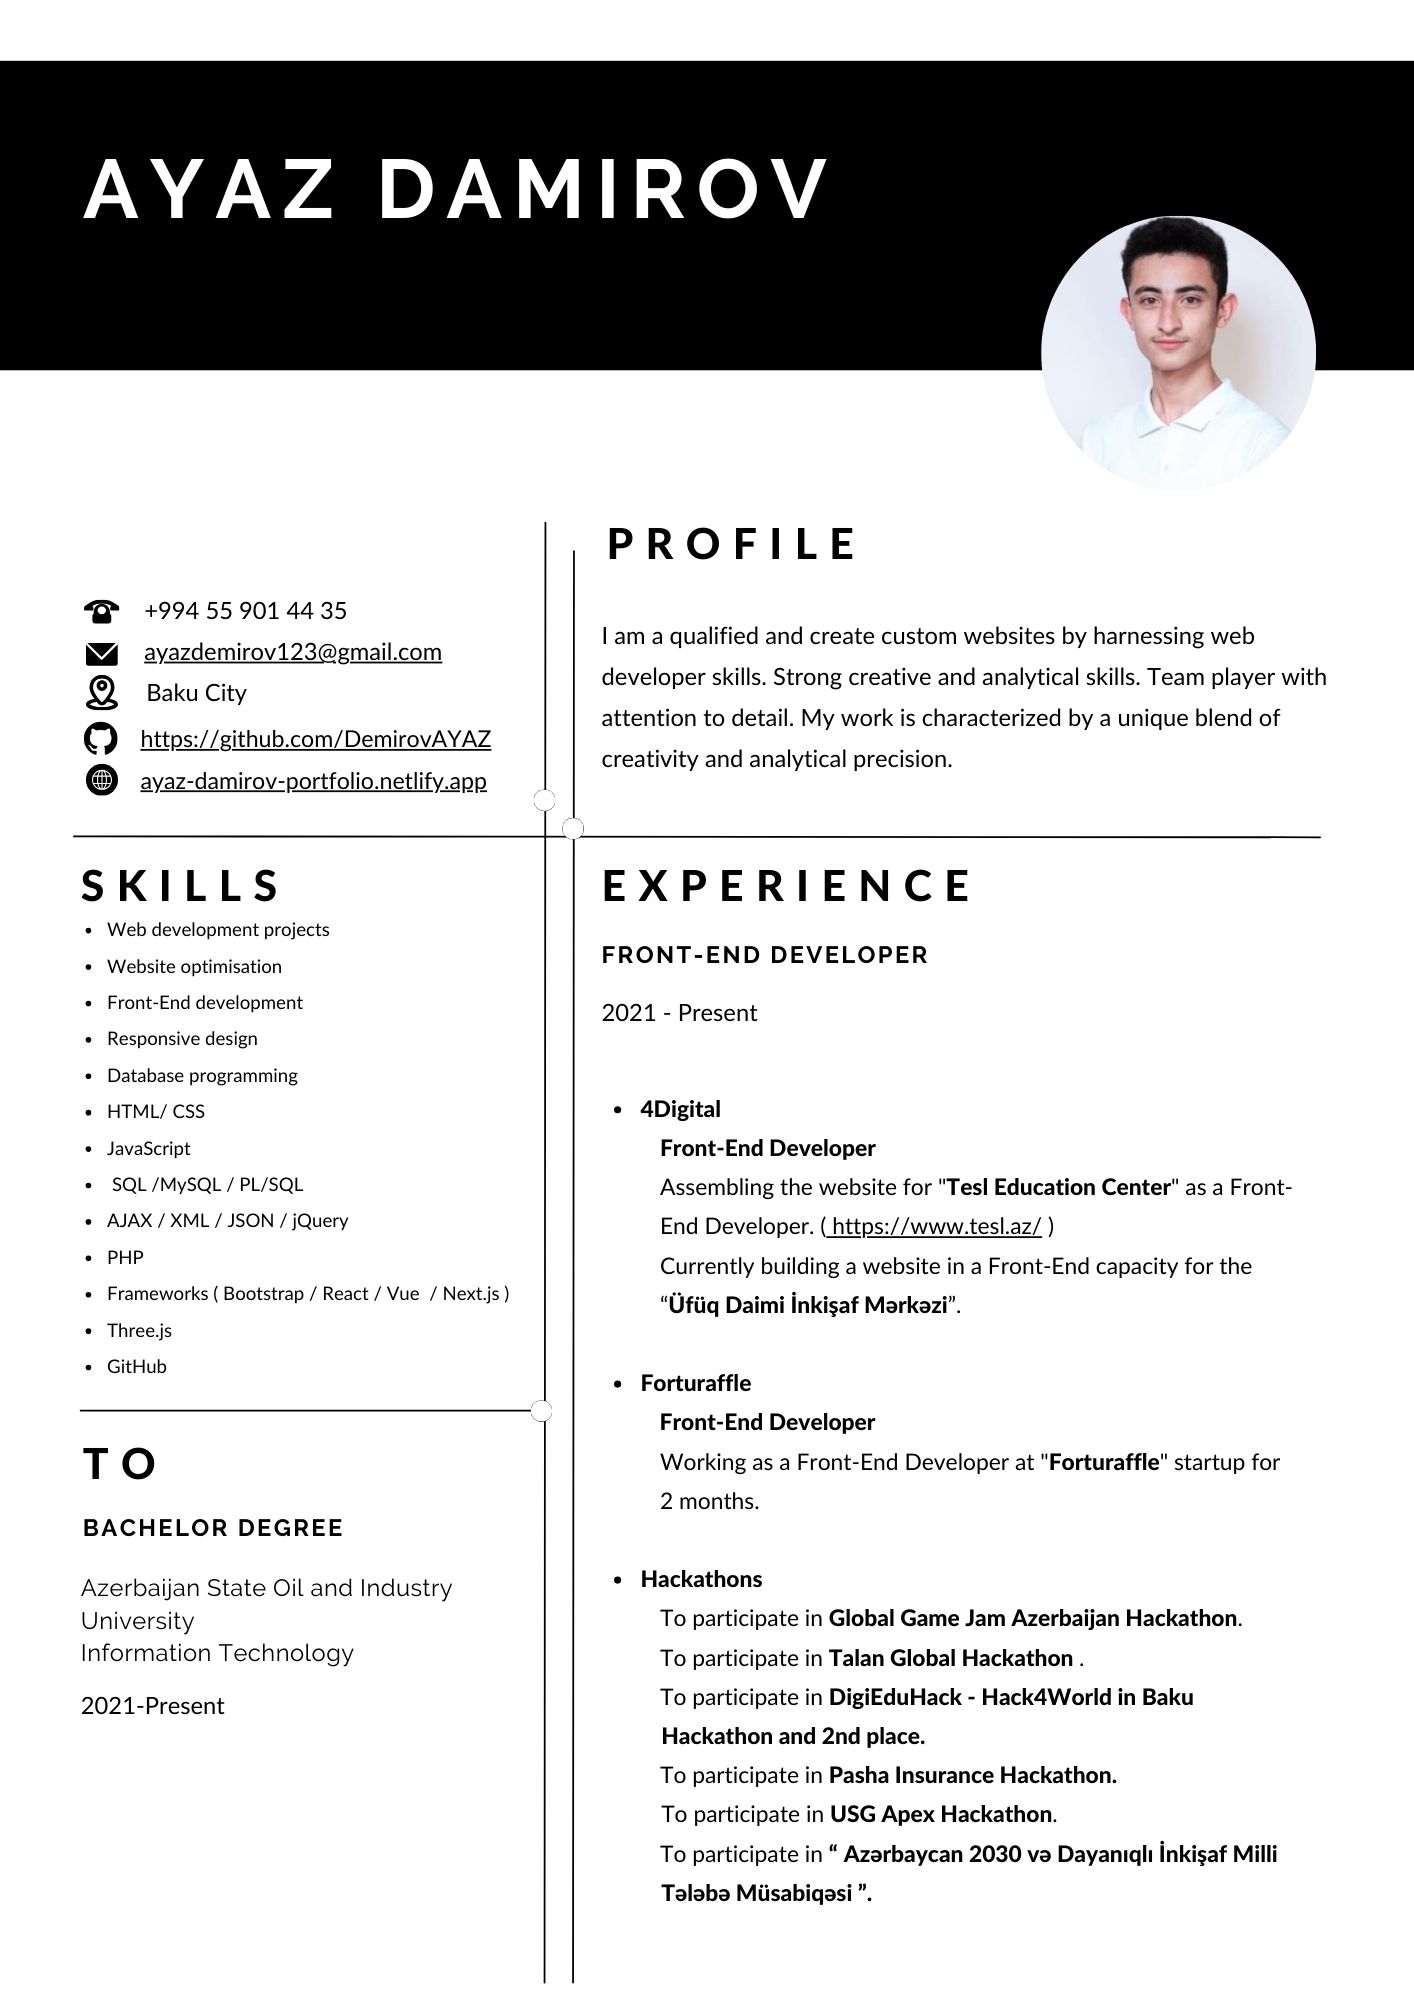 AYAZ DAMIROV
+994 55 901 44 35
ayazdemirov123@gmail.com
Baku City
https://github.com/DemirovAYAZ
ayaz-damirov-portfolio.netlify.app
PROFILE
I am a qualified and create custom websites by harnessing web
developer skills. Strong creative and analytical skills. Team player with
attention to detail. My work is characterized by a unique blend of
creativity and analytical precision.
SKILLS
• Web development projects
• Website optimisation
• Front-End development
• Responsive design
• Database programming
• HTML/ CSS
• JavaScript
• SQL /MySQL / PL/SQL
• AJAX / XML / JSON / jQuery
• PHP
• Frameworks ( Bootstrap / React / Vue / Next.js )
• Three.js
• GitHub
TO
BACHELOR DEGREE
Azerbaijan State Oil and Industry
University
Information Technology
2021-Present
EXPERIENCE
FRONT-END DEVELOPER
2021 - Present
• 4Digital
Front-End Developer
Assembling the website for "Tesl Education Center" as a Front-
End Developer. ( https://www.tesl.az/ )
Currently building a website in a Front-End capacity for the
“Üfüq Daimi İnkişaf Mərkəzi”.
• Forturaffle
Front-End Developer
Working as a Front-End Developer at "Forturaffle" startup for
2 months.
• Hackathons
To participate in Global Game Jam Azerbaijan Hackathon.
To participate in Talan Global Hackathon .
To participate in DigiEduHack - Hack4World in Baku
Hackathon and 2nd place.
To participate in Pasha Insurance Hackathon.
To participate in USG Apex Hackathon.
To participate in “ Azərbaycan 2030 və Dayanıqlı İnkişaf Milli
Tələbə Müsabiqəsi ”.